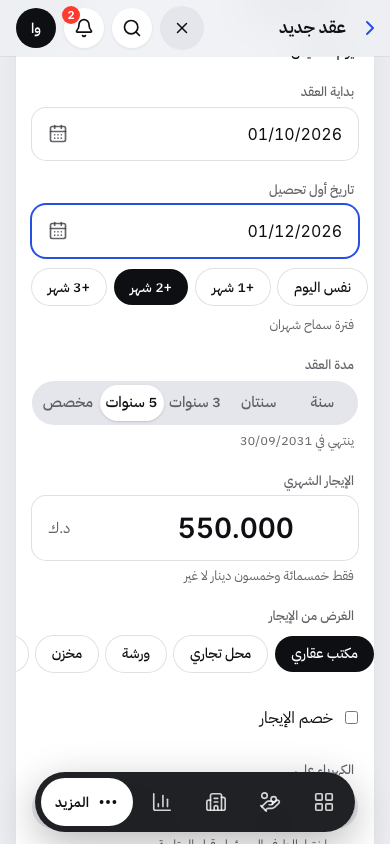 عقد جديد
2
وا
بداية العقد
01/10/2026
تاريخ أول تحصيل
01/12/2026
نفس اليوم
+1 شهر
+2 شهر
+3 شهر
فترة سماح شهران
مدة العقد
سنة
سنتان
3 سنوات
5 سنوات
مخصص
ينتهي في 30/09/2031
الإيجار الشهري
550.000
د.ك
فقط خمسمائة وخمسون دينار لا غير
الغرض من الإيجار
مكتب عقاري
محل تجاري
ورشة
مخزن
خصم الإيجار
الكهرباء على
المزيد